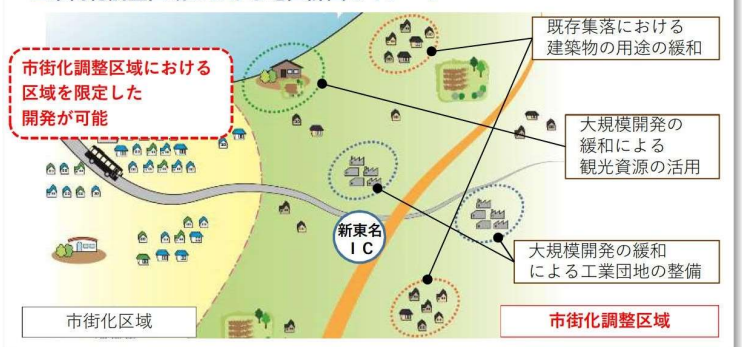 市街化調整区域における
区域を限定した
開発が可能
既存集落における
建築物の用途の緩和
大規模開発の
緩和による
観光資源の活用
新東名
IC
大規模開発の緩和
による工業団地の整備
市街化区域
市街化調整区域